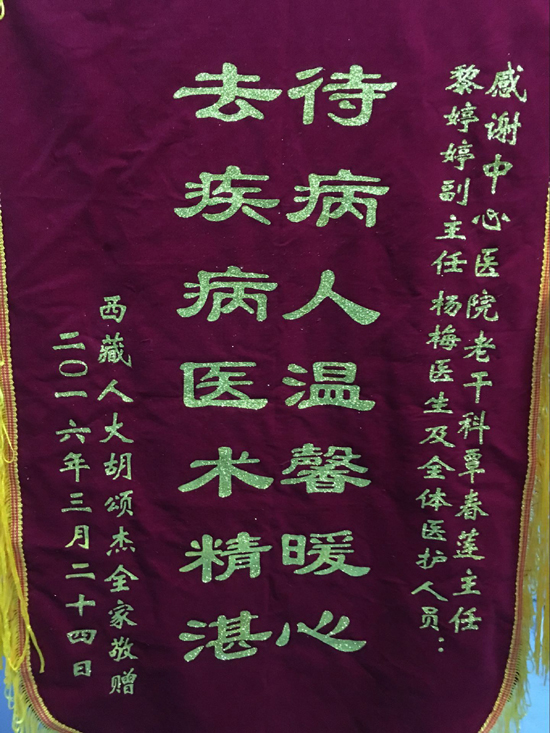 感谢中心医院老干科覃春莲主任
黎婷婷副主任杨梅医生及全体医护人员：
待病人温馨暖心
去疾病医术精湛
西藏人大胡颂杰全家敬赠
二〇一六年三月二十四日